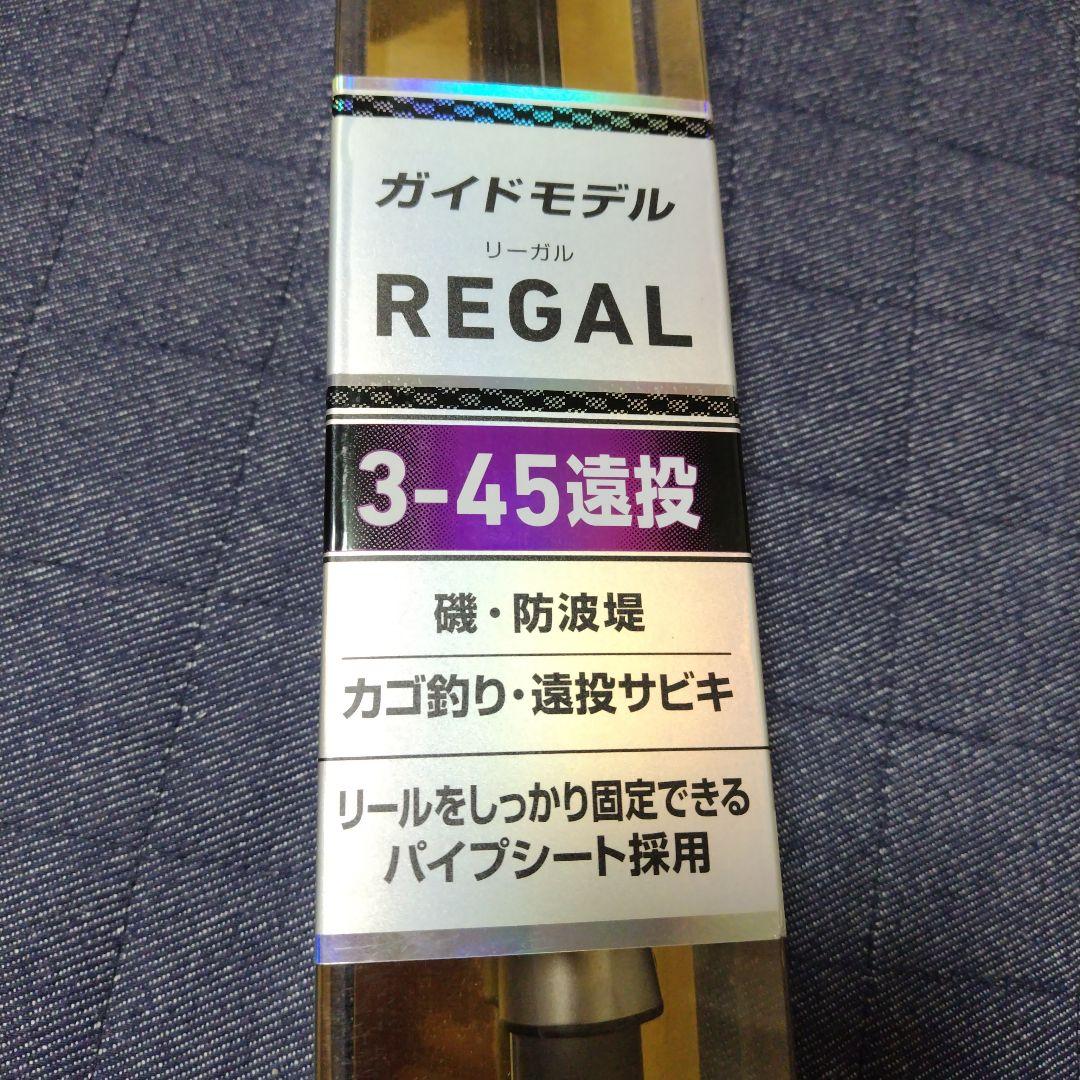 ガイドモデル
リーガル
REGAL
3-45遠投
磯・防波堤
カゴ釣り・遠投サビキ
リールをしっかり固定できる
パイプシート採用